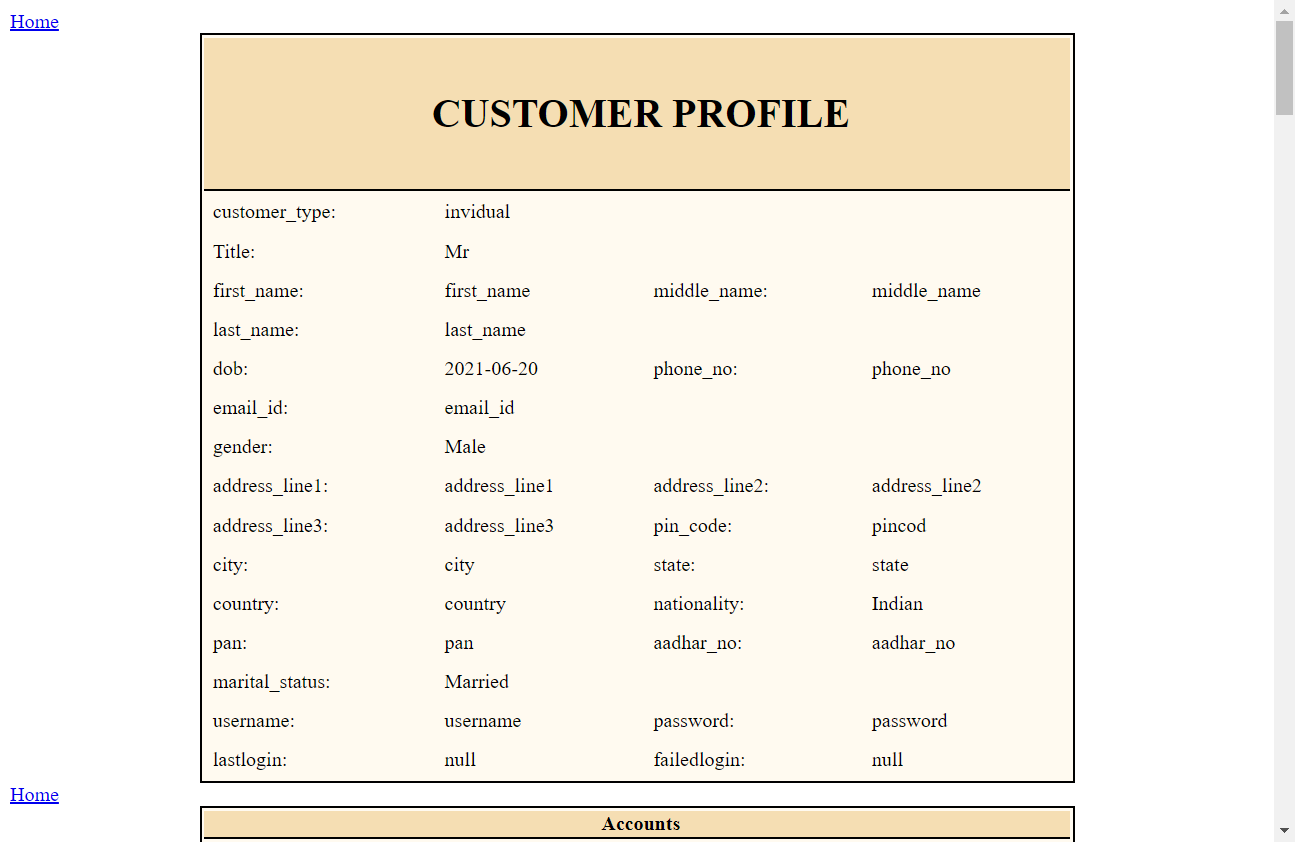 Home
CUSTOMER PROFILE
customer_type: invidual
Title: Mr
first_name: first_name middle_name: middle_name
last_name: last_name
dob: 2021-06-20 phone_no: phone_no
email_id: email_id
gender: Male
address_line1: address_line1 address_line2: address_line2
address_line3: address_line3 pin_code: pincod
city: city state: state
country: country nationality: Indian
pan: pan aadhar_no: aadhar_no
marital_status: Married
username: username password: password
lastlogin: null failedlogin: null
Home
Accounts